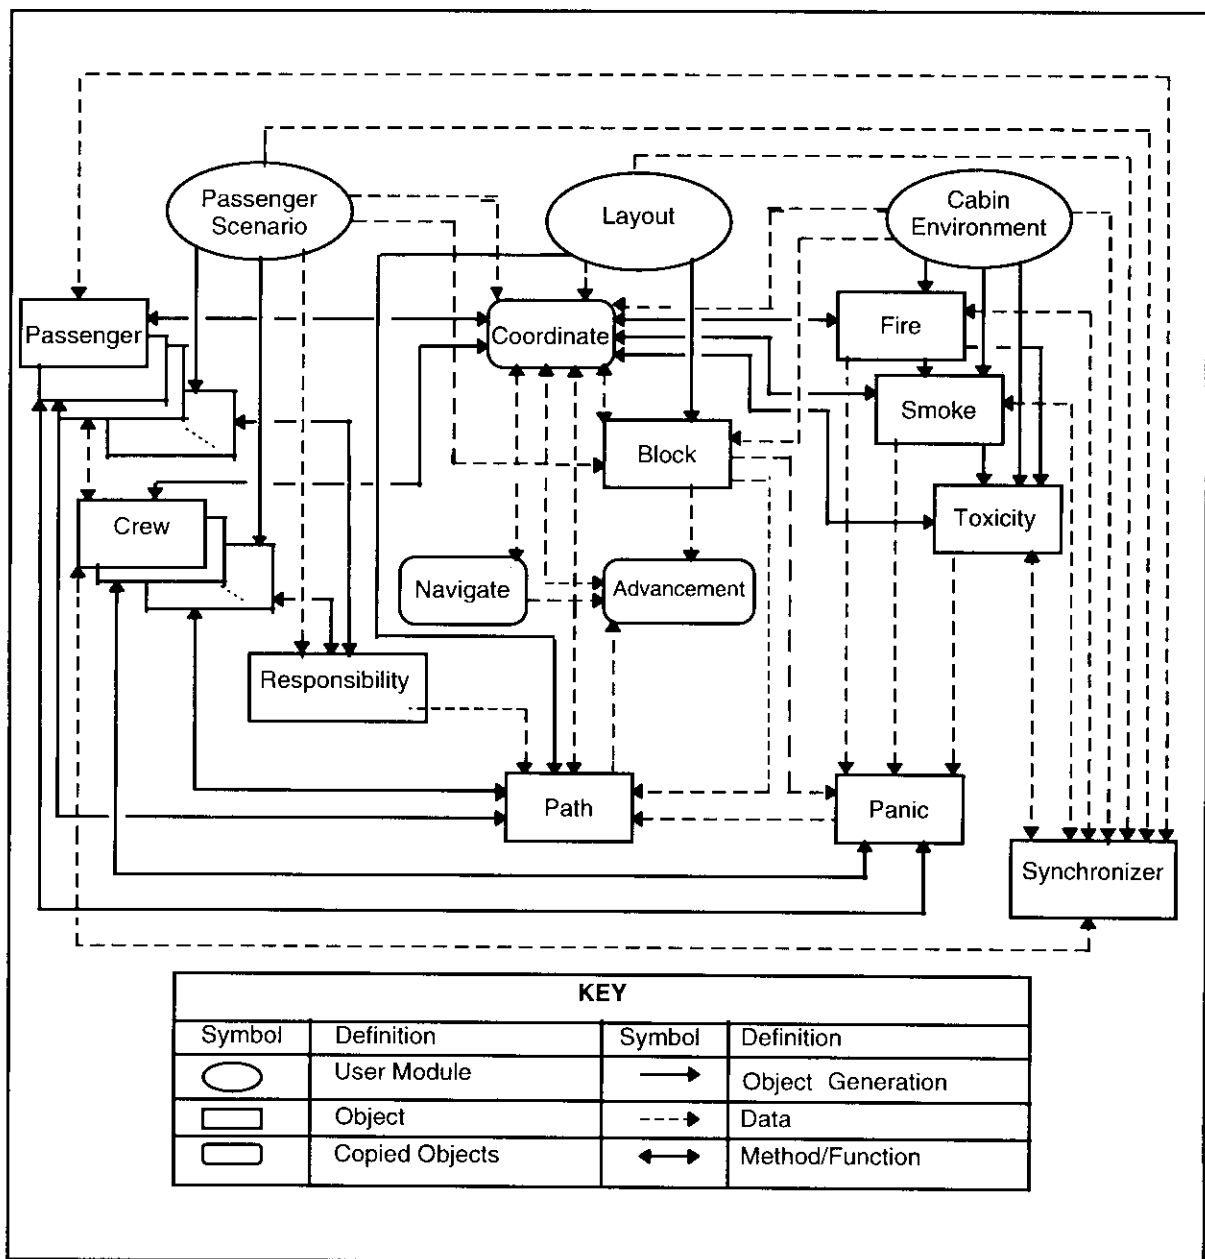 Passenger
Scenario
Layout
Cabin
Environment
Passenger
Coordinate
Fire
Smoke
Block
Crew
Toxicity
Navigate
Advancement
Responsibility
Path
Panic
Synchronizer
KEY
Symbol Definition Symbol Definition
User Module Object Generation
Object Data
Copied Objects Method/Function